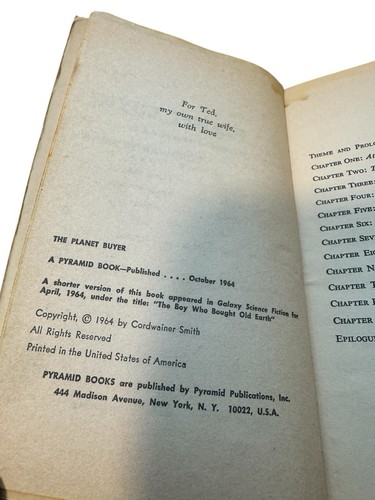 For Ted,
my own true wife,
with love
THE PLANET BUYER
A PYRAMID BOOK—Published . . . . October 1964
A shorter version of this book appeared in Galaxy Science Fiction for
April, 1964, under the title: "The Boy Who Bought Old Earth"
Copyright, © 1964 by Cordwainer Smith
All Rights Reserved
Printed in the United States of America
PYRAMID BOOKS are published by Pyramid Publications, Inc.
444 Madison Avenue, New York, N. Y. 10022, U.S.A.
THEME AND
CHAPTER ONE:
CHAPTER TWO:
CHAPTER THREE:
CHAPTER FOUR:
CHAPTER FIVE:
CHAPTER SIX:
CHAPTER
CHAPTER
CHAPTER
CHAPTER
CHAPTER
CHAPTER